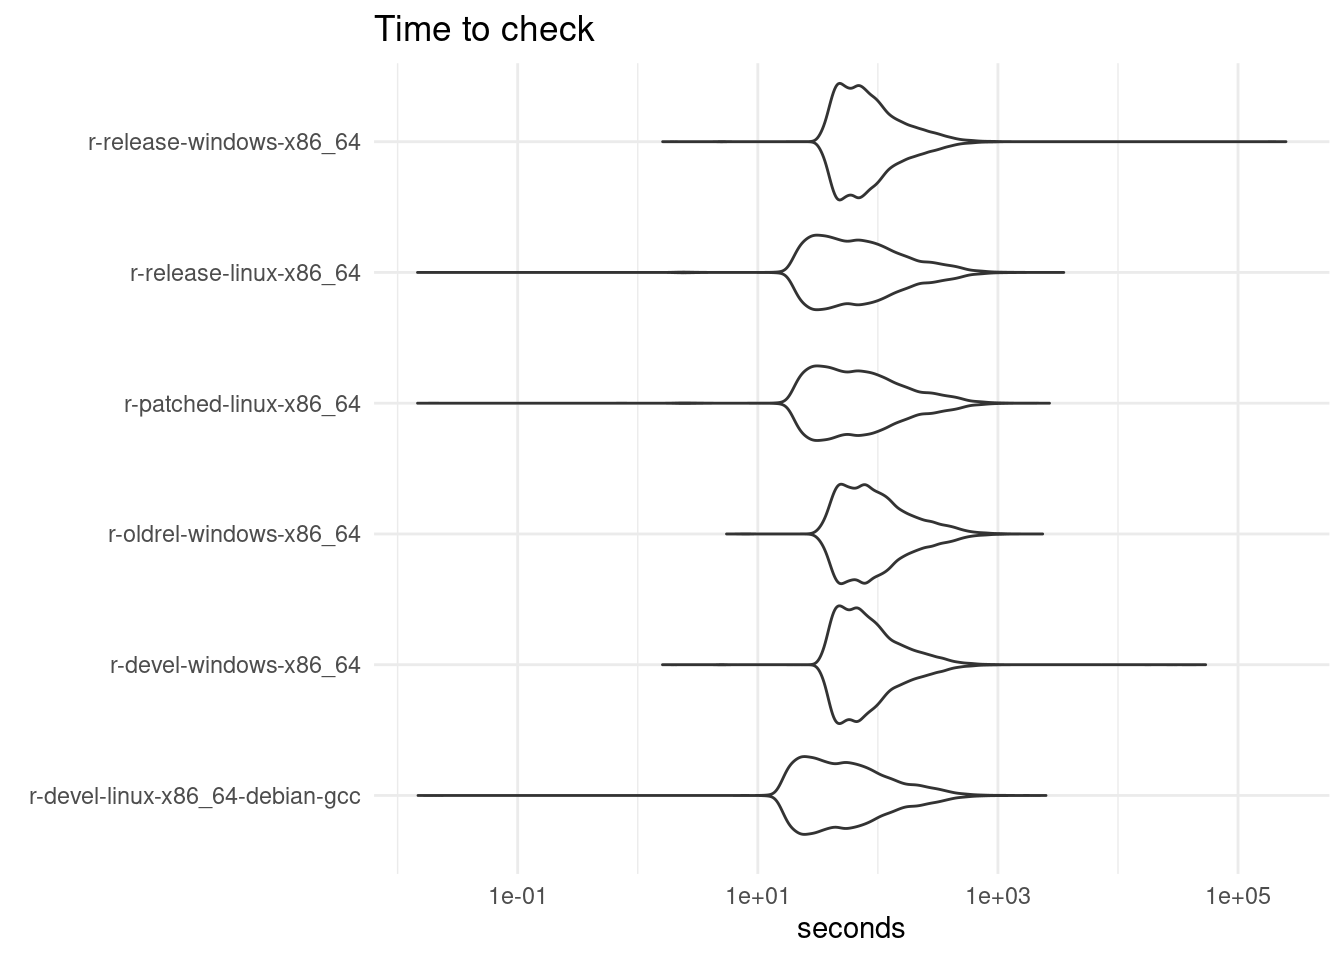 Time to check
r-release-windows-x86_64
r-release-linux-x86_64
r-patched-linux-x86_64
r-oldrel-windows-x86_64
r-devel-windows-x86_64
r-devel-linux-x86_64-debian-gcc
1e-01 1e+01 1e+03 1e+05
seconds